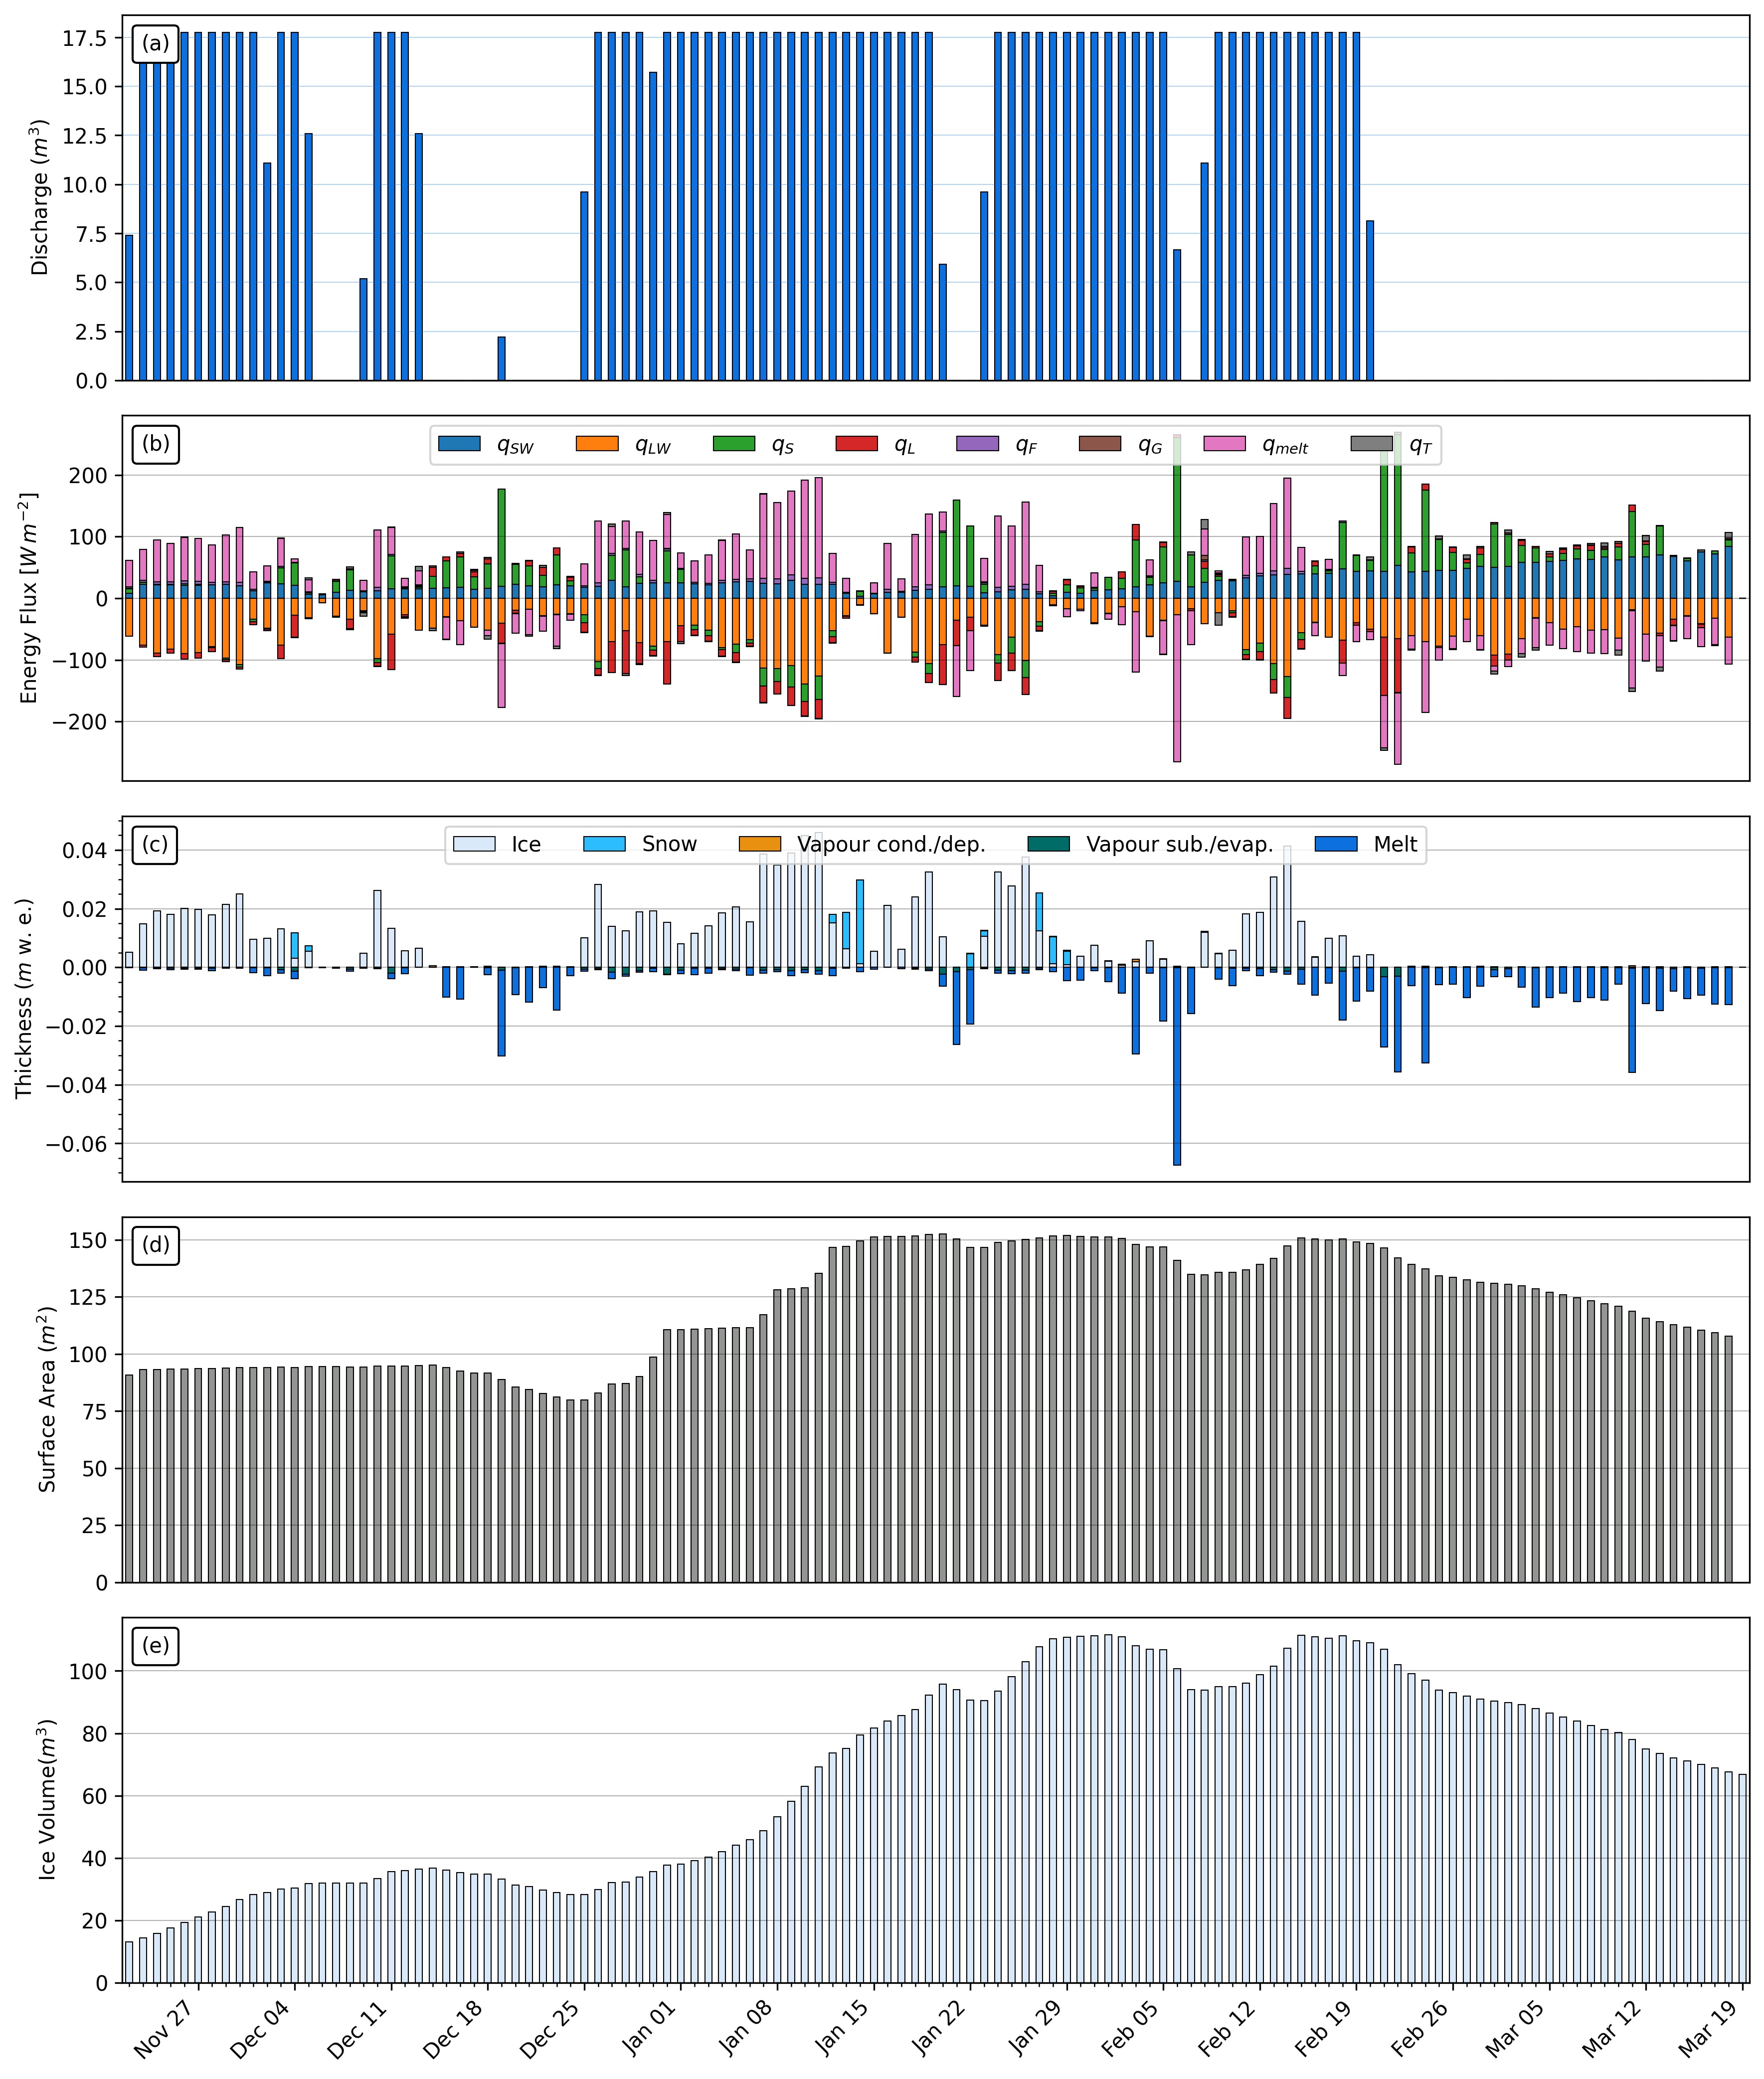 (a)
17.5
15.0
12.5
10.0
7.5
5.0
2.5
0.0
Discharge (m³)
(b)
q_SW q_LW q_S q_L q_F q_G q_melt q_T
200
100
0
−100
−200
Energy Flux [W m⁻²]
(c)
Ice Snow Vapour cond./dep. Vapour sub./evap. Melt
0.04
0.02
0.00
−0.02
−0.04
−0.06
Thickness (m w. e.)
(d)
150
125
100
75
50
25
0
Surface Area (m²)
(e)
100
80
60
40
20
0
Ice Volume(m³)
Nov 27 Dec 04 Dec 11 Dec 18 Dec 25 Jan 01 Jan 08 Jan 15 Jan 22 Jan 29 Feb 05 Feb 12 Feb 19 Feb 26 Mar 05 Mar 12 Mar 19